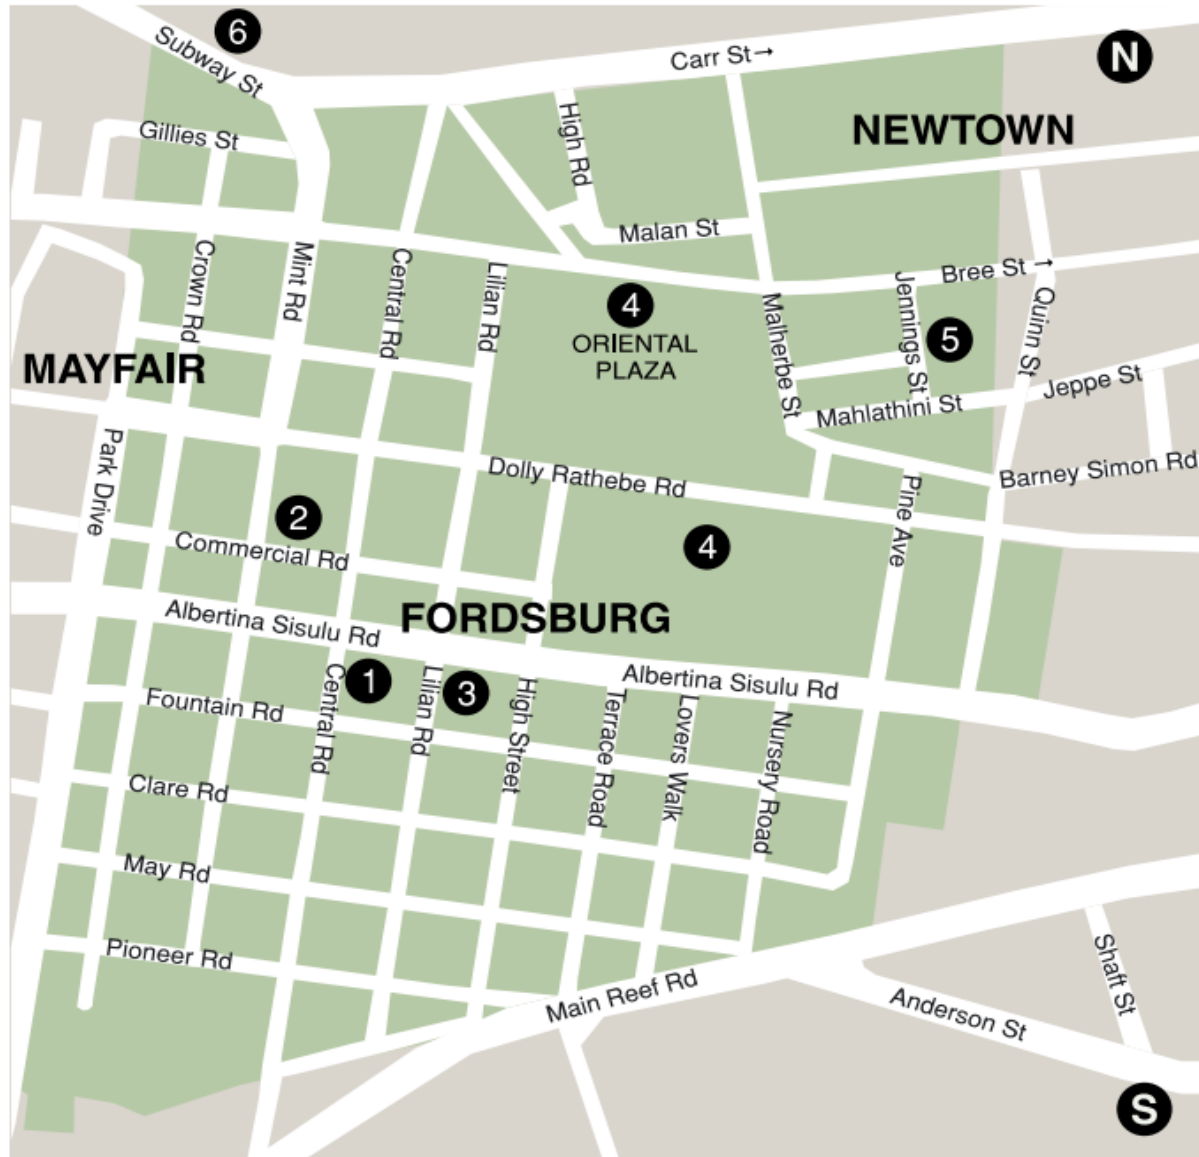 6
Subway St
Carr St→
N
Gillies St
High Rd
NEWTOWN
Malan St
Crown Rd
Mint Rd
Central Rd
Lilian Rd
4
ORIENTAL
PLAZA
Malherbe St
Jennings St
Bree St →
5
Quinn St
MAYFAIR
Jeppe St
Mahlathini St
Park Drive
Dolly Rathebe Rd
Barney Simon Rd
Pine Ave
2
Commercial Rd
4
Albertina Sisulu Rd
FORDSBURG
Central Rd
1
Lilian Rd
3
High Street
Albertina Sisulu Rd
Terrace Road
Lovers Walk
Nursery Road
Fountain Rd
Clare Rd
May Rd
Pioneer Rd
Main Reef Rd
Anderson St
Shaft St
S